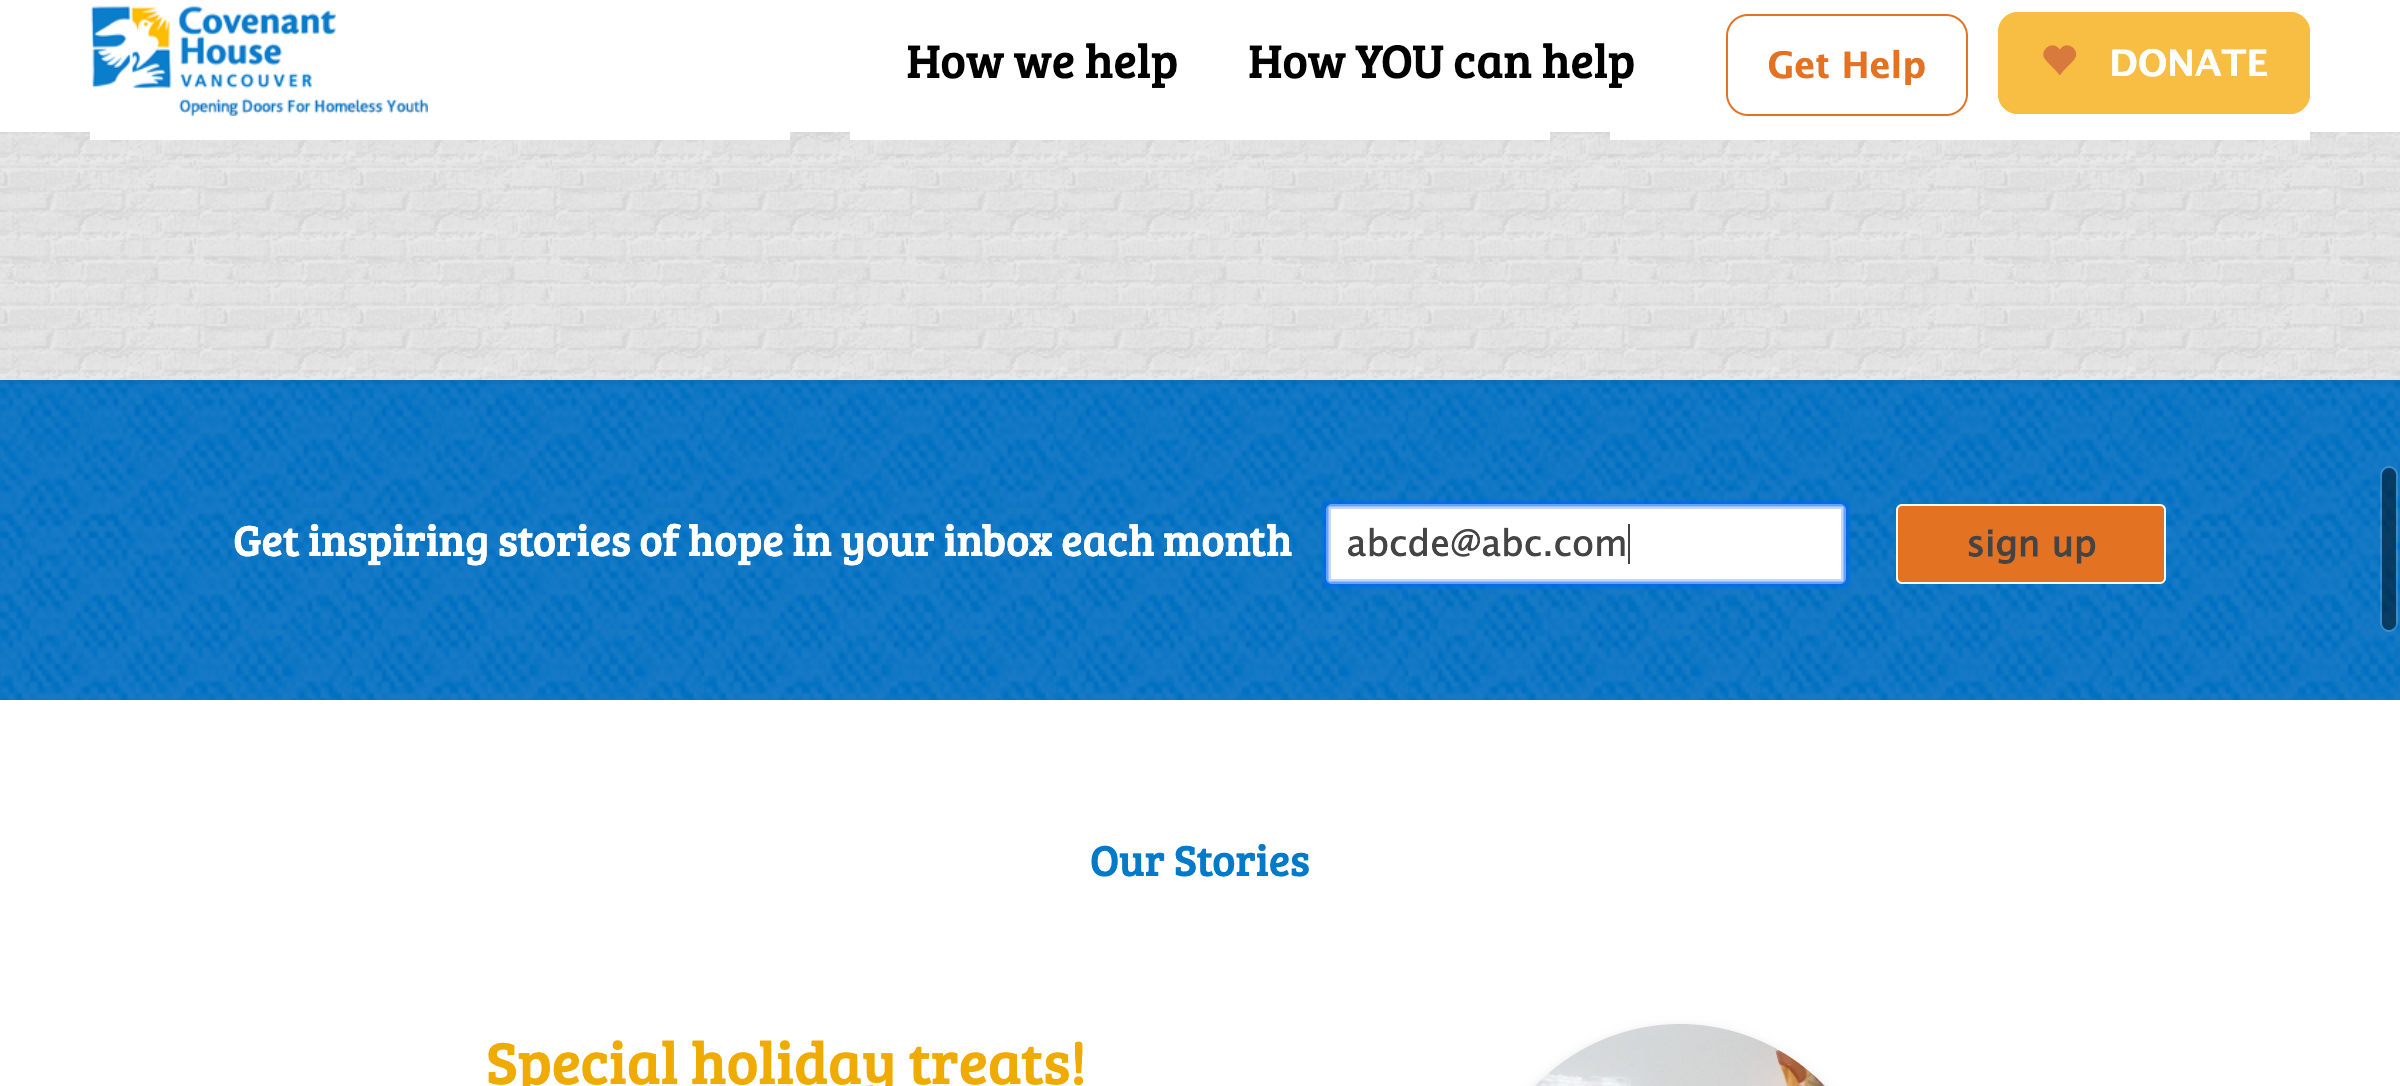 Covenant
House
VANCOUVER
Opening Doors For Homeless Youth
How we help
How YOU can help
Get Help
DONATE
Get inspiring stories of hope in your inbox each month
abcde@abc.com
sign up
Our Stories
Special holiday treats!